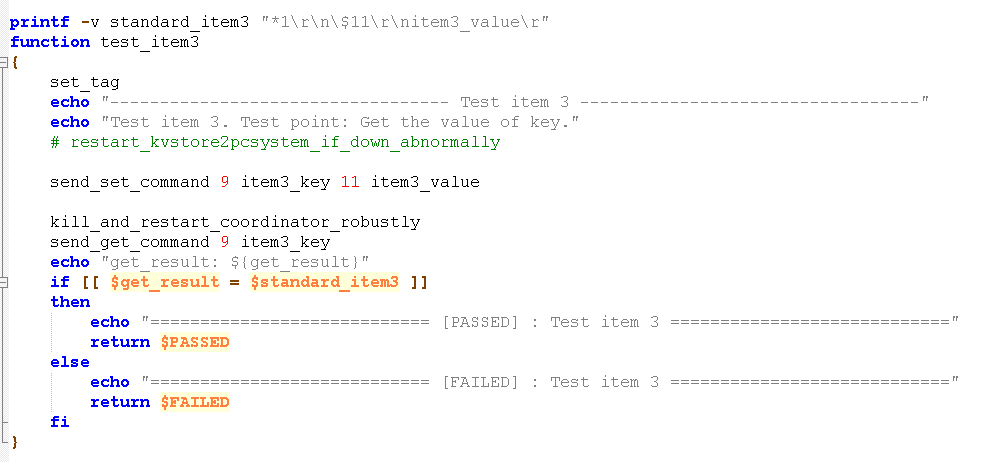 printf -v standard_item3 "*1\r\n\$11\r\nitem3_value\r"
function test_item3
{
    set_tag
    echo "---------------------------------- Test item 3 ----------------------------------"
    echo "Test item 3. Test point: Get the value of key."
    # restart_kvstore2pcsystem_if_down_abnormally

    send_set_command 9 item3_key 11 item3_value

    kill_and_restart_coordinator_robustly
    send_get_command 9 item3_key
    echo "get_result: ${get_result}"
    if [[ $get_result = $standard_item3 ]]
    then
        echo "============================ [PASSED] : Test item 3 ============================"
        return $PASSED
    else
        echo "============================ [FAILED] : Test item 3 ============================"
        return $FAILED
    fi
}